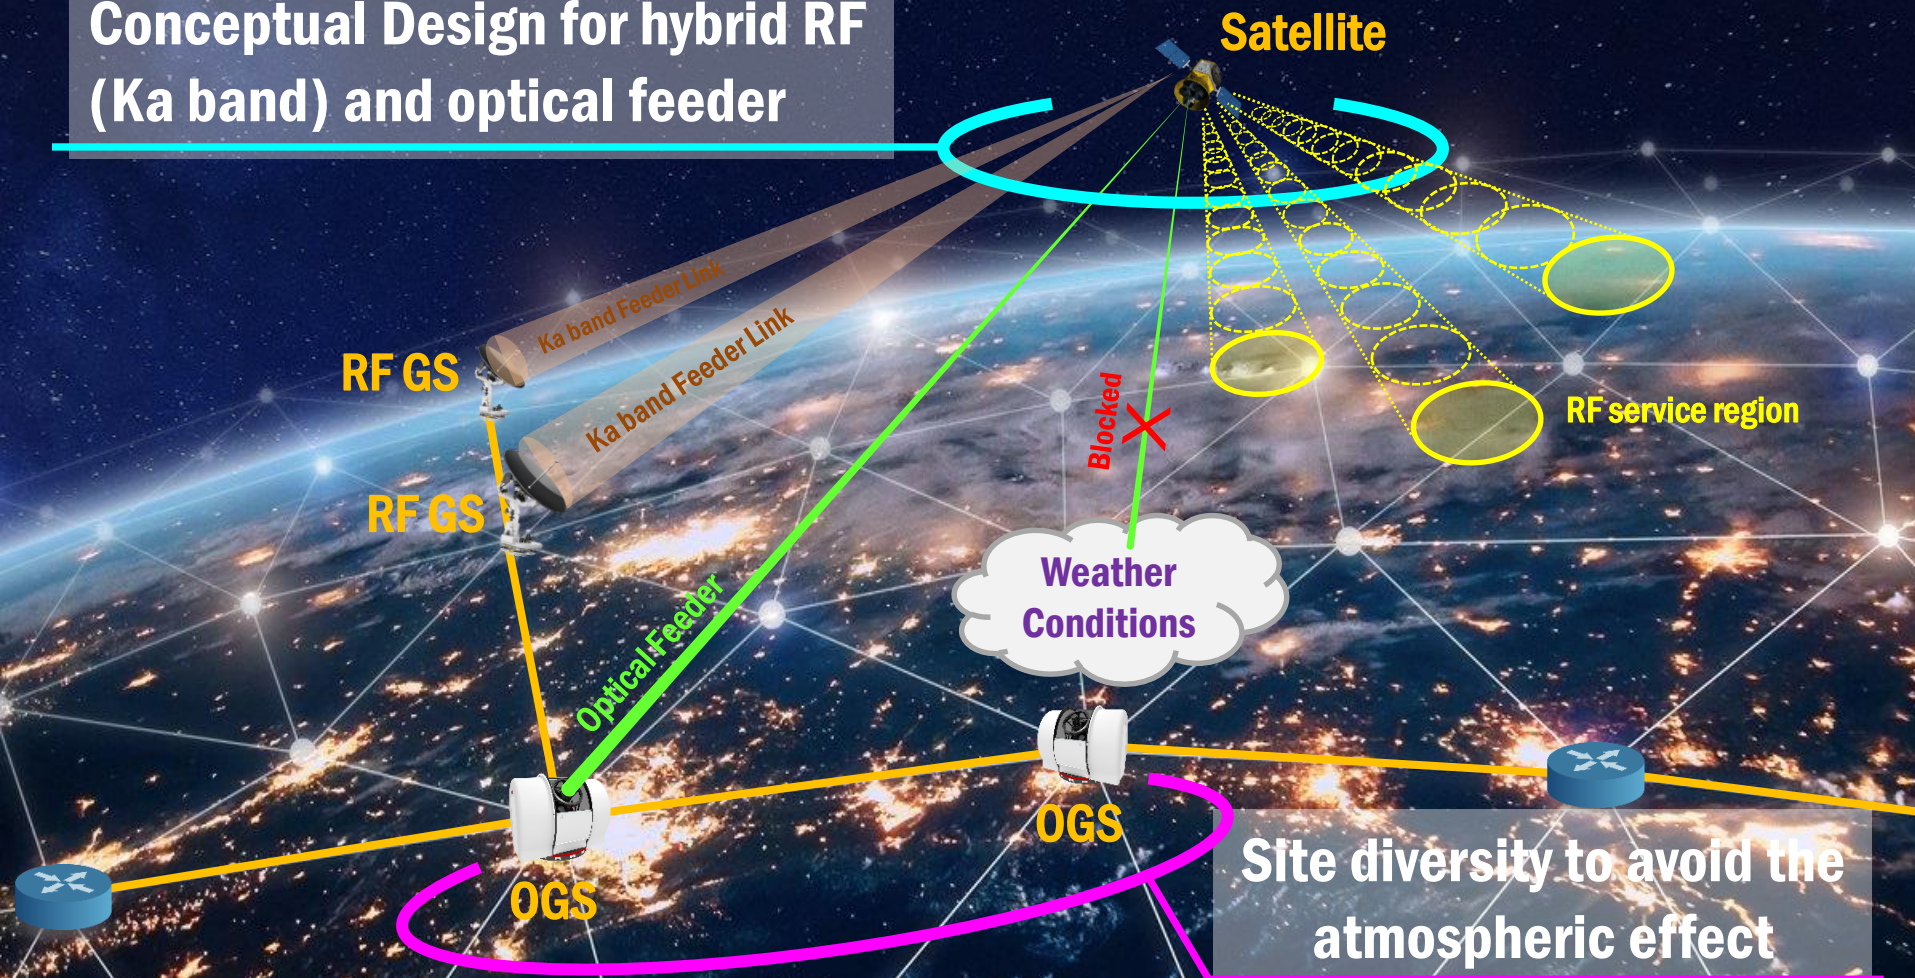 Conceptual Design for hybrid RF
(Ka band) and optical feeder
Satellite
Ka band Feeder Link
RF GS
Ka band Feeder Link
RF GS
Blocked
RF service region
Weather
Conditions
Optical Feeder
OGS
OGS
Site diversity to avoid the
atmospheric effect